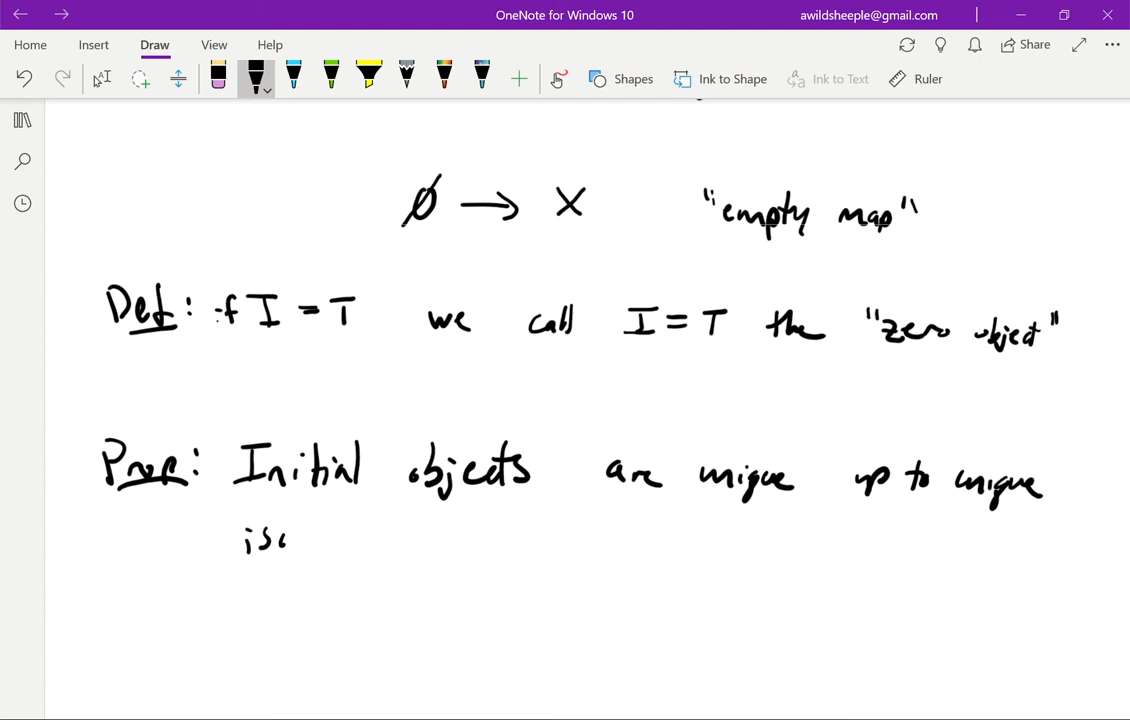 OneNote for Windows 10
awildsheeple@gmail.com
Home Insert Draw View Help
Share
Shapes
Ink to Shape
Ink to Text
Ruler
∅ → X "empty map"
Def: if I = T we call I = T the "zero object"
Prop: Initial objects are unique up to unique
iso